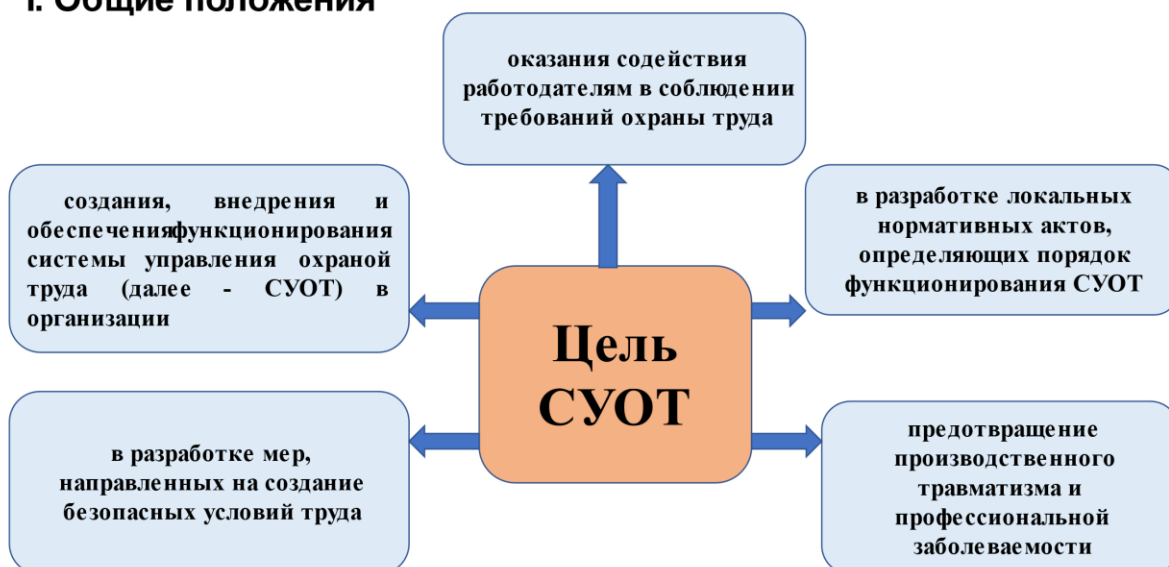 I. Общие положения
оказания содействия
работодателям в соблюдении
требований охраны труда
создания, внедрения и
обеспеченияфункционирования
системы управления охраной
труда (далее - СУОТ) в
организации
в разработке локальных
нормативных актов,
определяющих порядок
функционирования СУОТ
Цель
СУОТ
в разработке мер,
направленных на создание
безопасных условий труда
предотвращение
производственного
травматизма и
профессиональной
заболеваемости